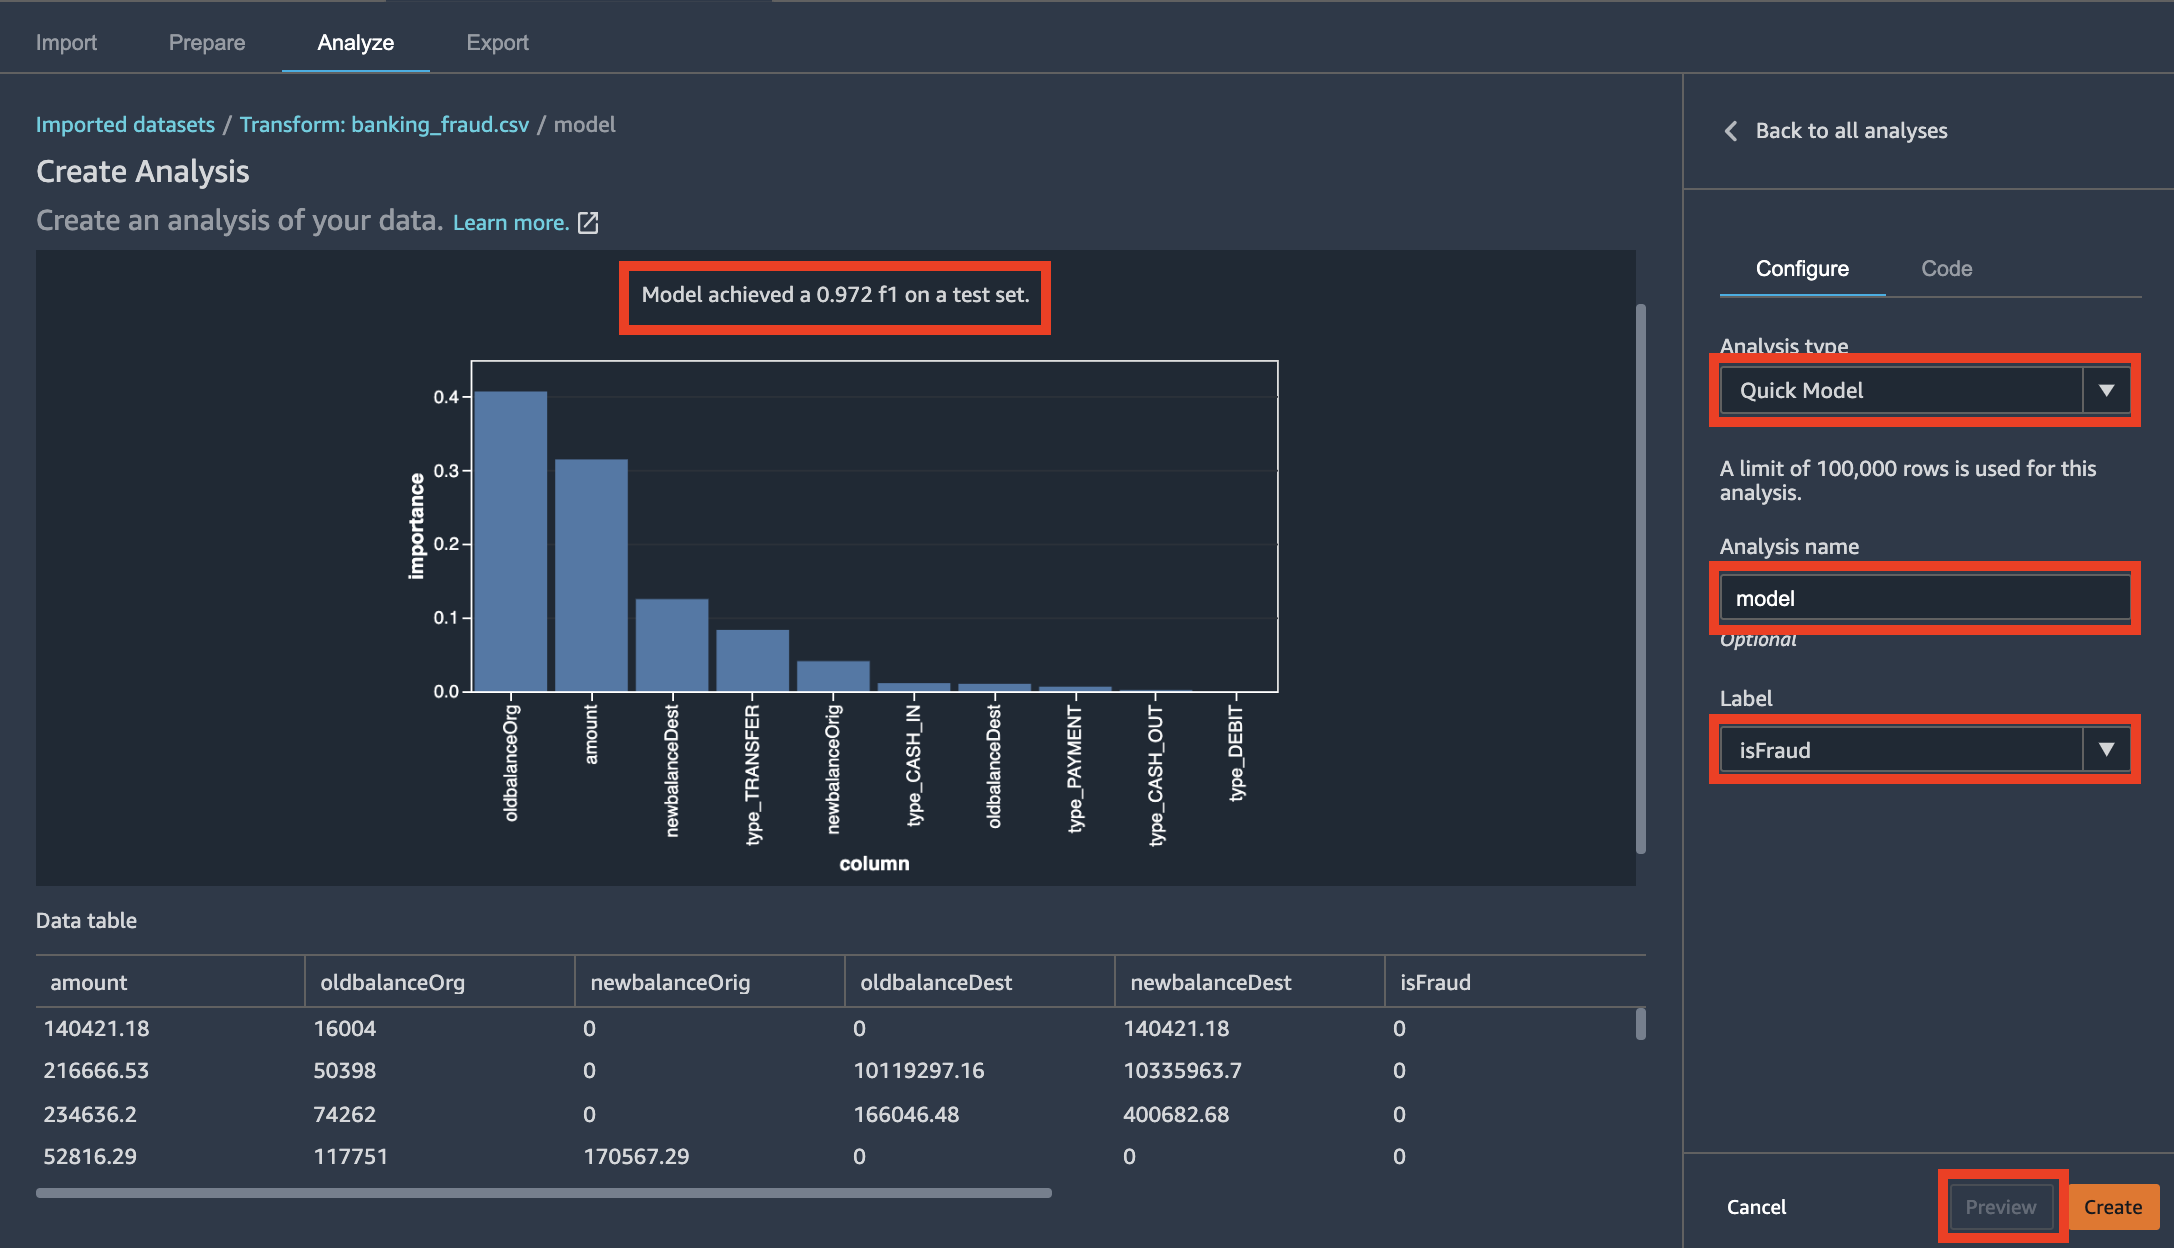 Import Prepare Analyze Export
Imported datasets / Transform: banking_fraud.csv / model
Create Analysis
Create an analysis of your data. Learn more.
Model achieved a 0.972 f1 on a test set.
importance
0.4
0.3
0.2
0.1
0.0
oldbalanceOrg
amount
newbalanceDest
type_TRANSFER
newbalanceOrig
type_CASH_IN
oldbalanceDest
type_PAYMENT
type_CASH_OUT
type_DEBIT
column
Data table
amount oldbalanceOrg newbalanceOrig oldbalanceDest newbalanceDest isFraud
140421.18 16004 0 0 140421.18 0
216666.53 50398 0 10119297.16 10335963.7 0
234636.2 74262 0 166046.48 400682.68 0
52816.29 117751 170567.29 0 0 0
Back to all analyses
Configure Code
Analysis type
Quick Model
A limit of 100,000 rows is used for this
analysis.
Analysis name
model
Optional
Label
isFraud
Cancel Preview Create